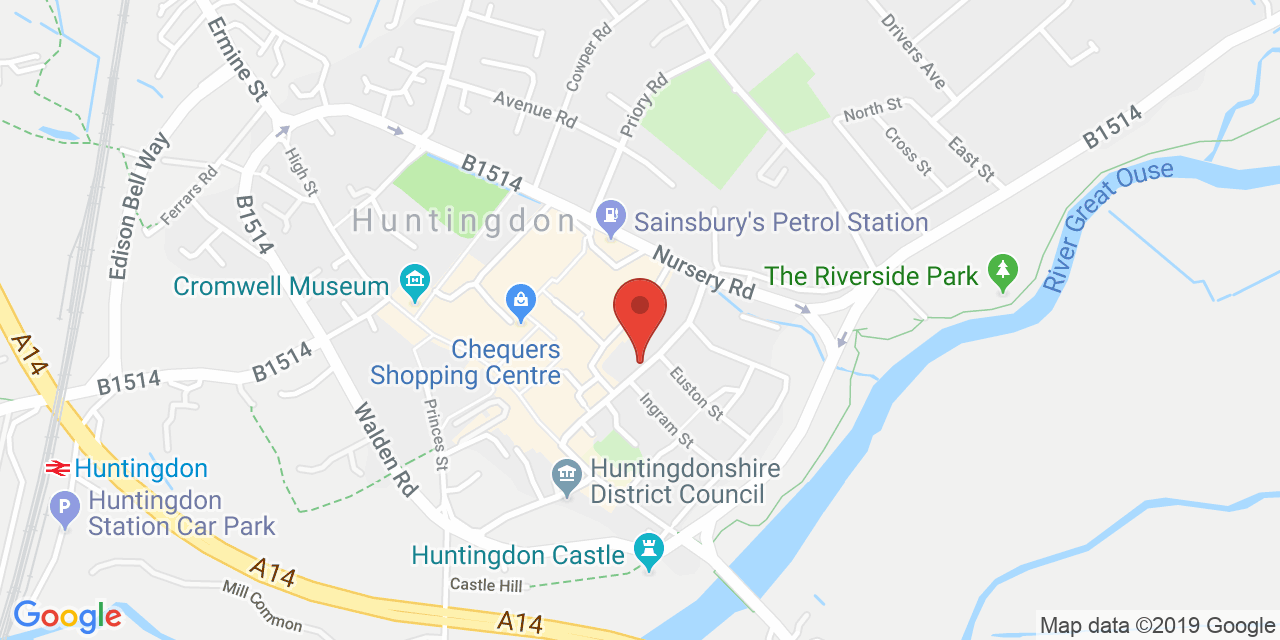 Ermine St
Cowper Rd
Drivers Ave
Avenue Rd
Priory Rd
North St
B1514
Cross St
East St
Edison Bell Way
High St
B1514
Ferrars Rd
River Great Ouse
B1514
Huntingdon
Sainsbury's Petrol Station
Nursery Rd
The Riverside Park
Cromwell Museum
A14
Chequers
Shopping Centre
B1514
B1514
Euston St
Ingram St
Princes St
Walden Rd
Huntingdon
Huntingdonshire
District Council
Huntingdon
Station Car Park
P
Huntingdon Castle
A14
Castle Hill
Mill Common
A14
Google
Map data ©2019 Google